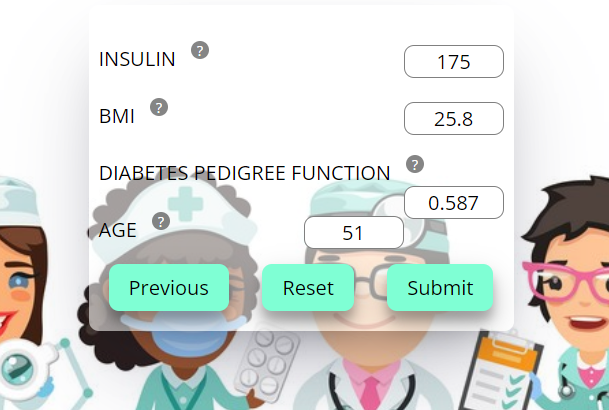 INSULIN ? 175
BMI ? 25.8
DIABETES PEDIGREE FUNCTION ?
0.587
AGE ? 51
Previous Reset Submit